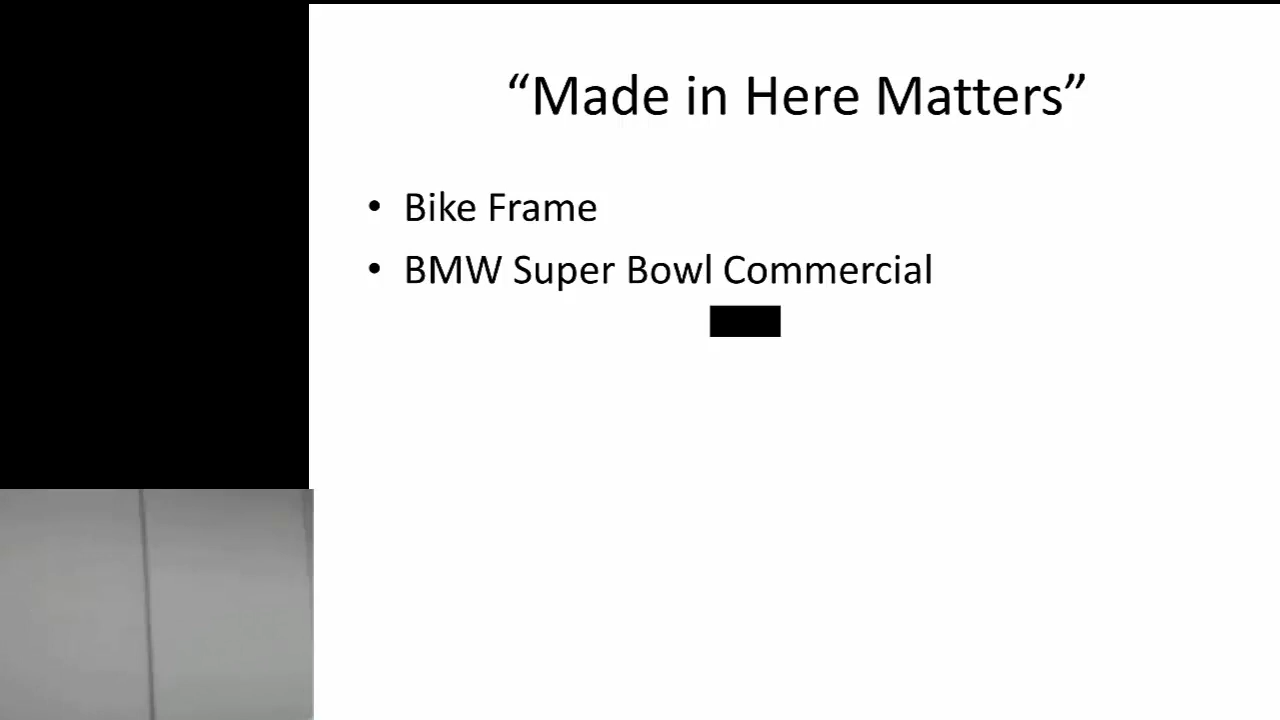 “Made in Here Matters”
• Bike Frame
• BMW Super Bowl Commercial